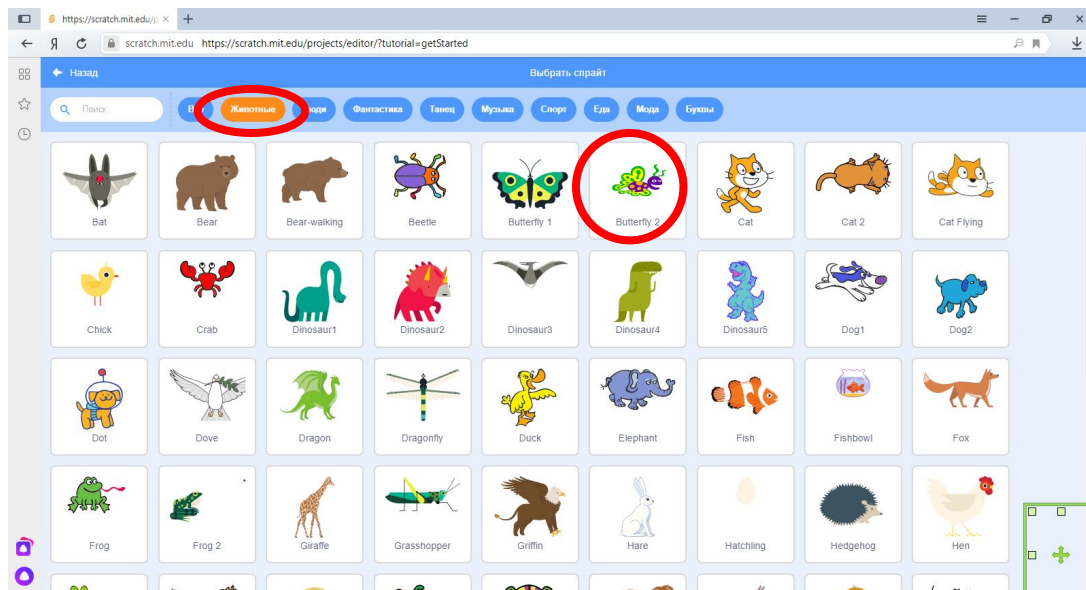 https://scratch.mit.edu/p
scratch.mit.edu https://scratch.mit.edu/projects/editor/?tutorial=getStarted
Назад
Выбрать спрайт
Поиск Все Животные Люди Фантастика Танец Музыка Спорт Еда Мода Буквы
Bat Bear Bear-walking Beetle Butterfly 1 Butterfly 2 Cat Cat 2 Cat Flying
Chick Crab Dinosaur1 Dinosaur2 Dinosaur3 Dinosaur4 Dinosaur5 Dog1 Dog2
Dot Dove Dragon Dragonfly Duck Elephant Fish Fishbowl Fox
Frog Frog 2 Giraffe Grasshopper Griffin Hare Hatchling Hedgehog Hen